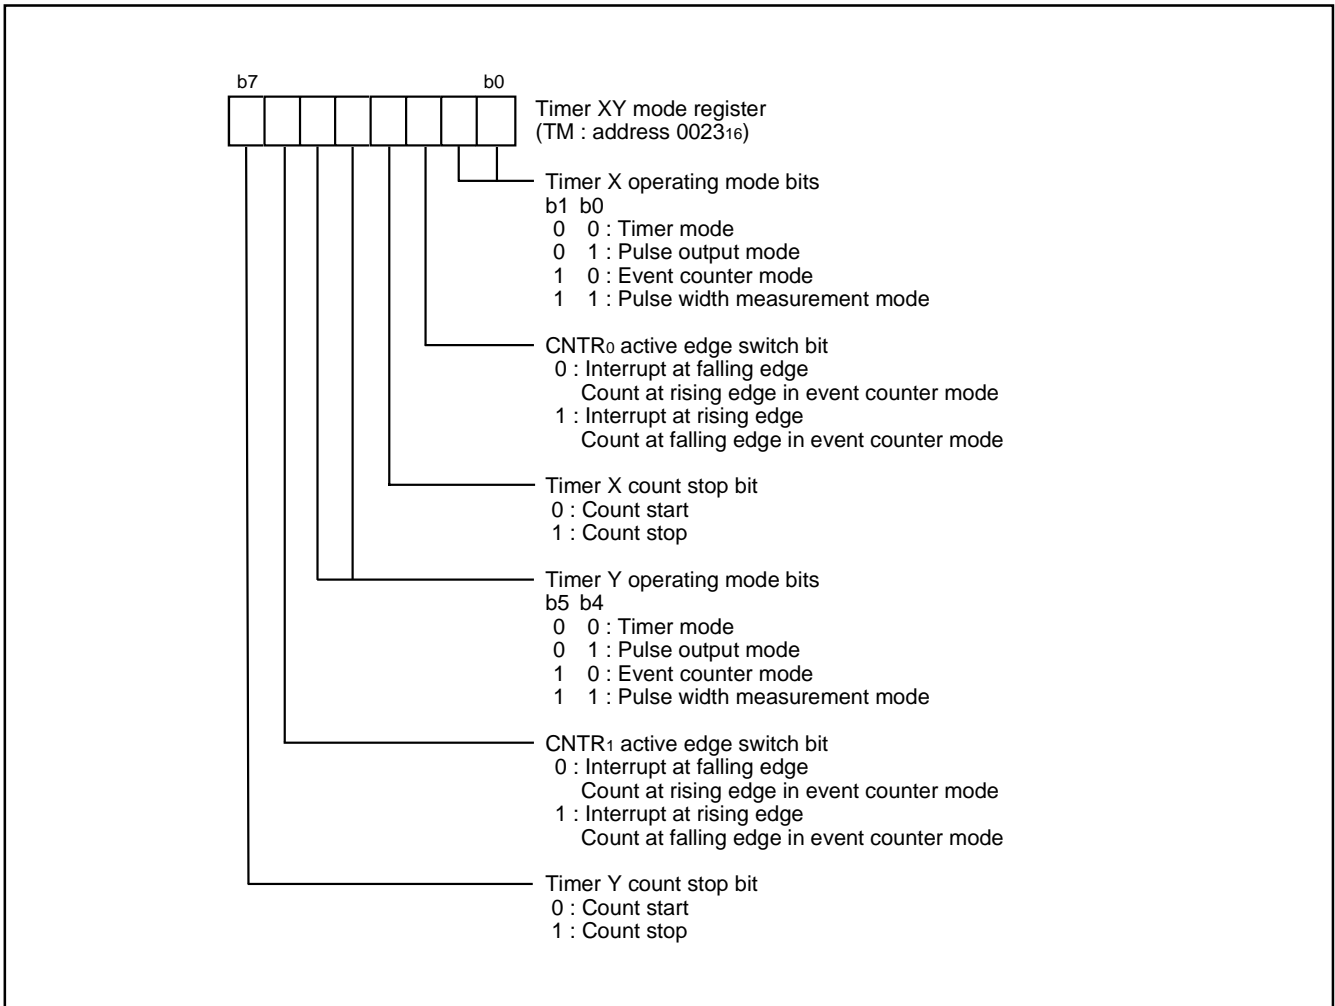 b7 b0
Timer XY mode register
(TM : address 002316)
Timer X operating mode bits
b1 b0
0 0 : Timer mode
0 1 : Pulse output mode
1 0 : Event counter mode
1 1 : Pulse width measurement mode
CNTR0 active edge switch bit
0 : Interrupt at falling edge
Count at rising edge in event counter mode
1 : Interrupt at rising edge
Count at falling edge in event counter mode
Timer X count stop bit
0 : Count start
1 : Count stop
Timer Y operating mode bits
b5 b4
0 0 : Timer mode
0 1 : Pulse output mode
1 0 : Event counter mode
1 1 : Pulse width measurement mode
CNTR1 active edge switch bit
0 : Interrupt at falling edge
Count at rising edge in event counter mode
1 : Interrupt at rising edge
Count at falling edge in event counter mode
Timer Y count stop bit
0 : Count start
1 : Count stop